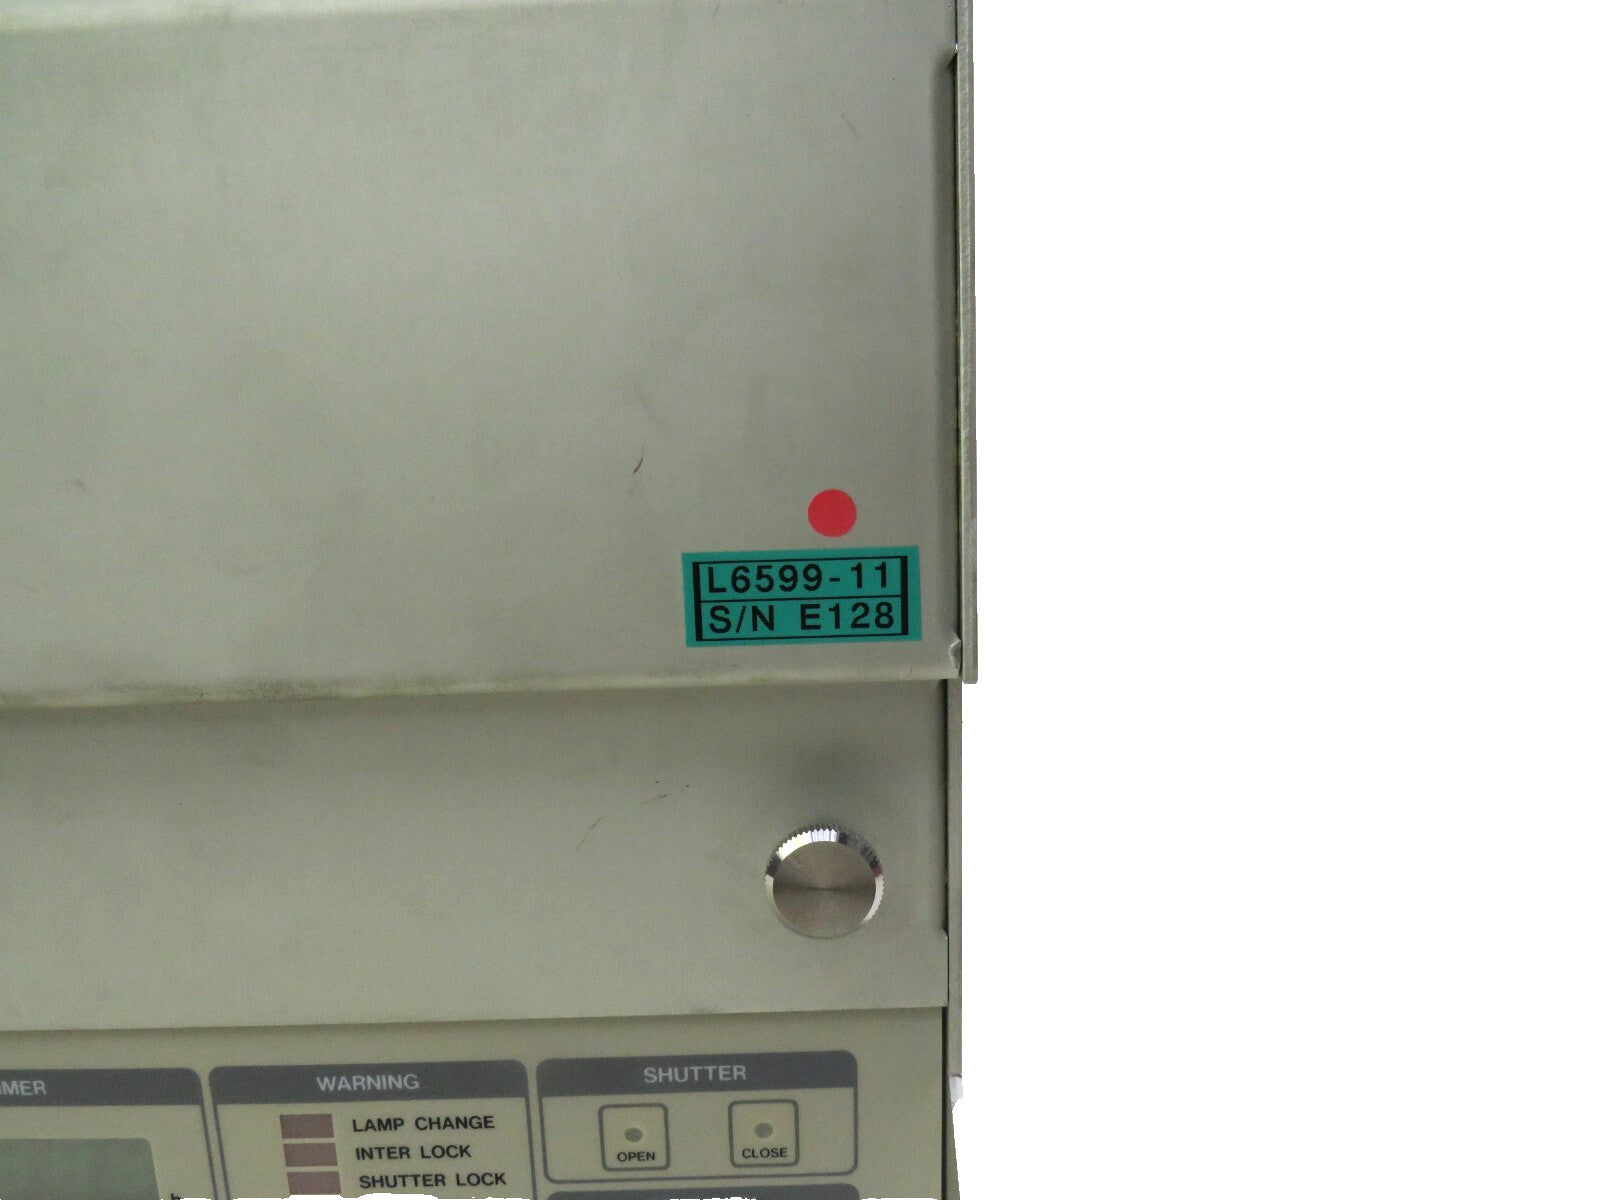 L6599-11
S/N E128
WARNING
LAMP CHANGE
INTER LOCK
SHUTTER LOCK
SHUTTER
OPEN
CLOSE